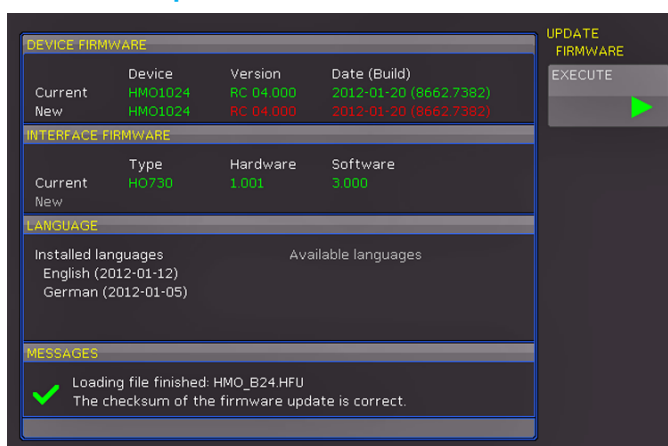 DEVICE FIRMWARE
Device Version Date (Build)
Current HMO1024 RC 04.000 2012-01-20 (8662.7382)
New HMO1024 RC 04.000 2012-01-20 (8662.7382)
INTERFACE FIRMWARE
Type Hardware Software
Current HO730 1.001 3.000
New
LANGUAGE
Installed languages Available languages
English (2012-01-12)
German (2012-01-05)
MESSAGES
Loading file finished: HMO_B24.HFU
The checksum of the firmware update is correct.
UPDATE
FIRMWARE
EXECUTE